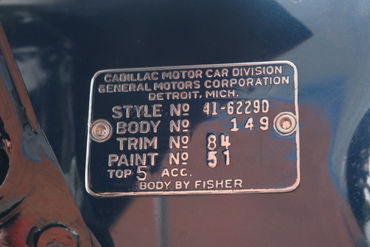 CADILLAC MOTOR CAR DIVISION
GENERAL MOTORS CORPORATION
DETROIT, MICH.
STYLE Nº 41-6229D
BODY Nº 149
TRIM Nº 84
PAINT Nº 51
TOP 5 ACC.
BODY BY FISHER